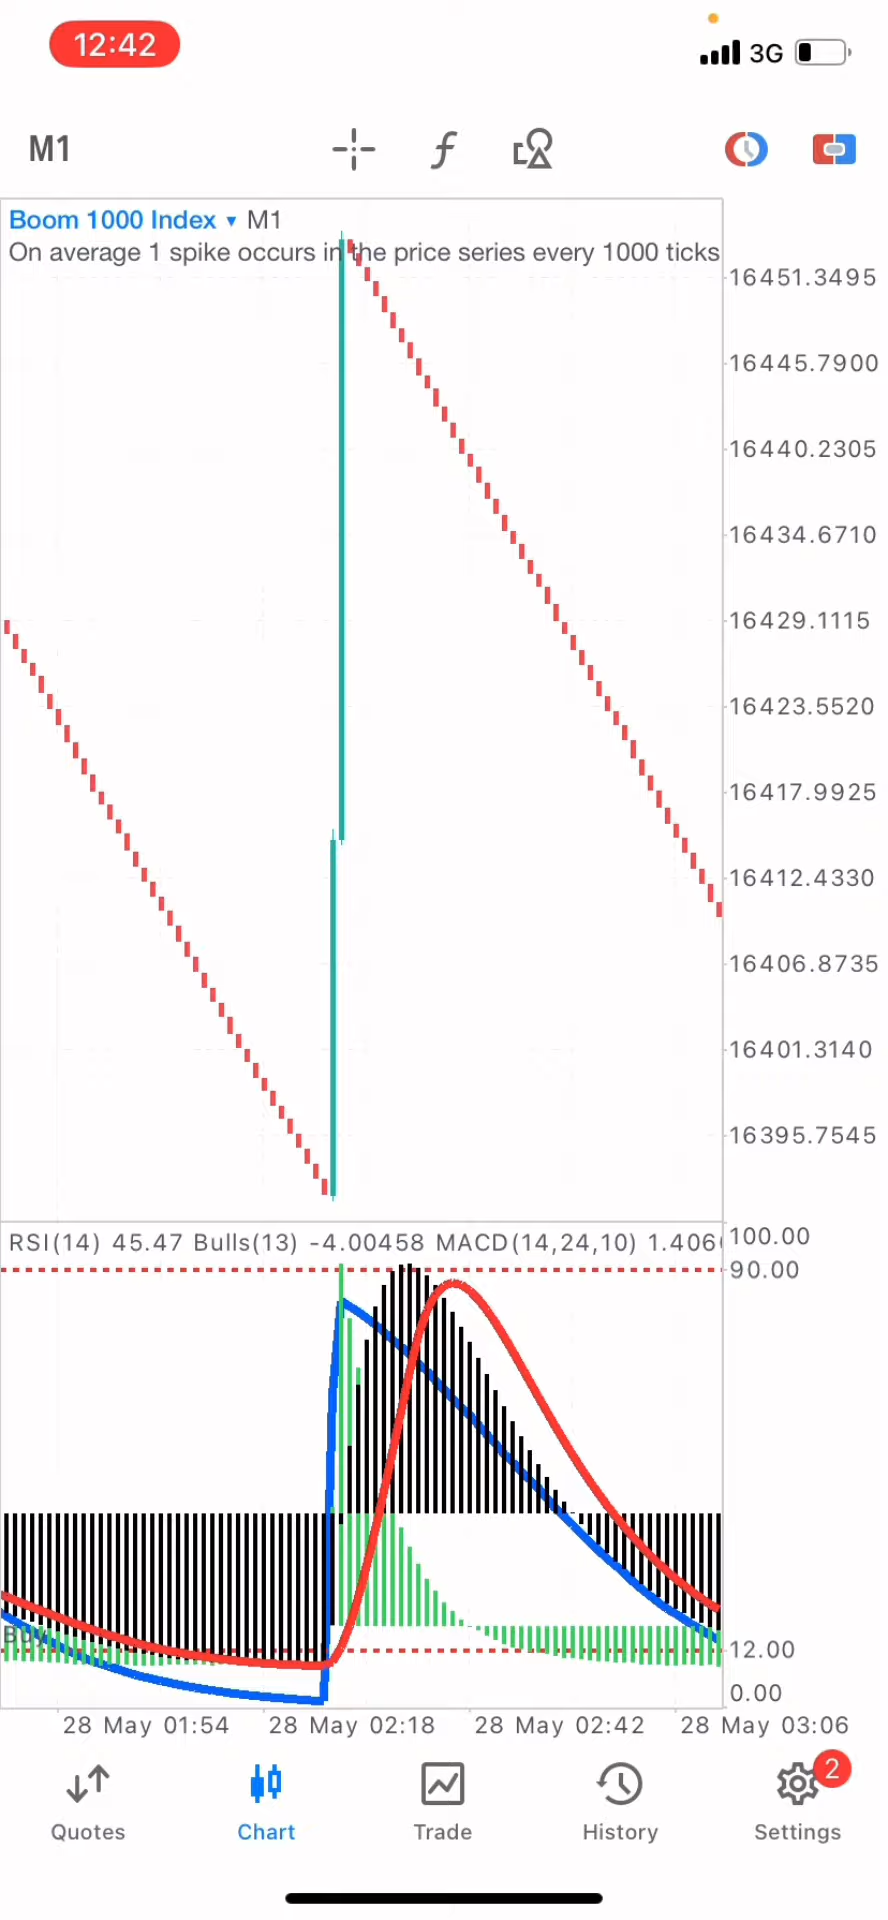 12:42
3G
M1
Boom 1000 Index ▾ M1
On average 1 spike occurs in the price series every 1000 ticks
16451.3495
16445.7900
16440.2305
16434.6710
16429.1115
16423.5520
16417.9925
16412.4330
16406.8735
16401.3140
16395.7545
RSI(14) 45.47 Bulls(13) -4.00458 MACD(14,24,10) 1.406
100.00
90.00
Buy
12.00
0.00
28 May 01:54 28 May 02:18 28 May 02:42 28 May 03:06
2
Quotes Chart Trade History Settings